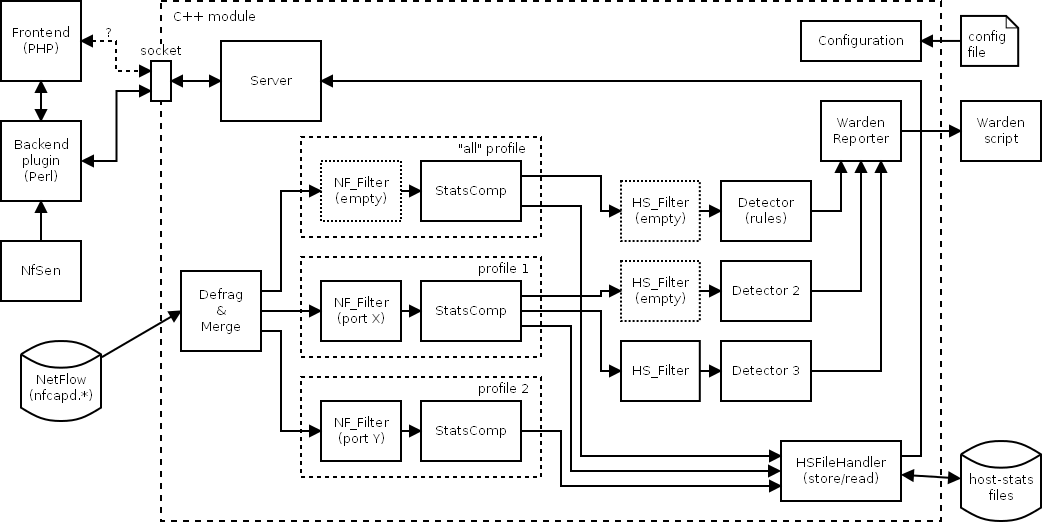 C++ module
Frontend
(PHP)
?
socket
Server
Configuration
config
file
Backend
plugin
(Perl)
Warden
Reporter
Warden
script
"all" profile
NF_Filter
(empty)
StatsComp
HS_Filter
(empty)
Detector
(rules)
NfSen
profile 1
Defrag
&
Merge
NF_Filter
(port X)
StatsComp
HS_Filter
(empty)
Detector 2
HS_Filter
Detector 3
NetFlow
(nfcapd.*)
profile 2
NF_Filter
(port Y)
StatsComp
HSFileHandler
(store/read)
host-stats
files